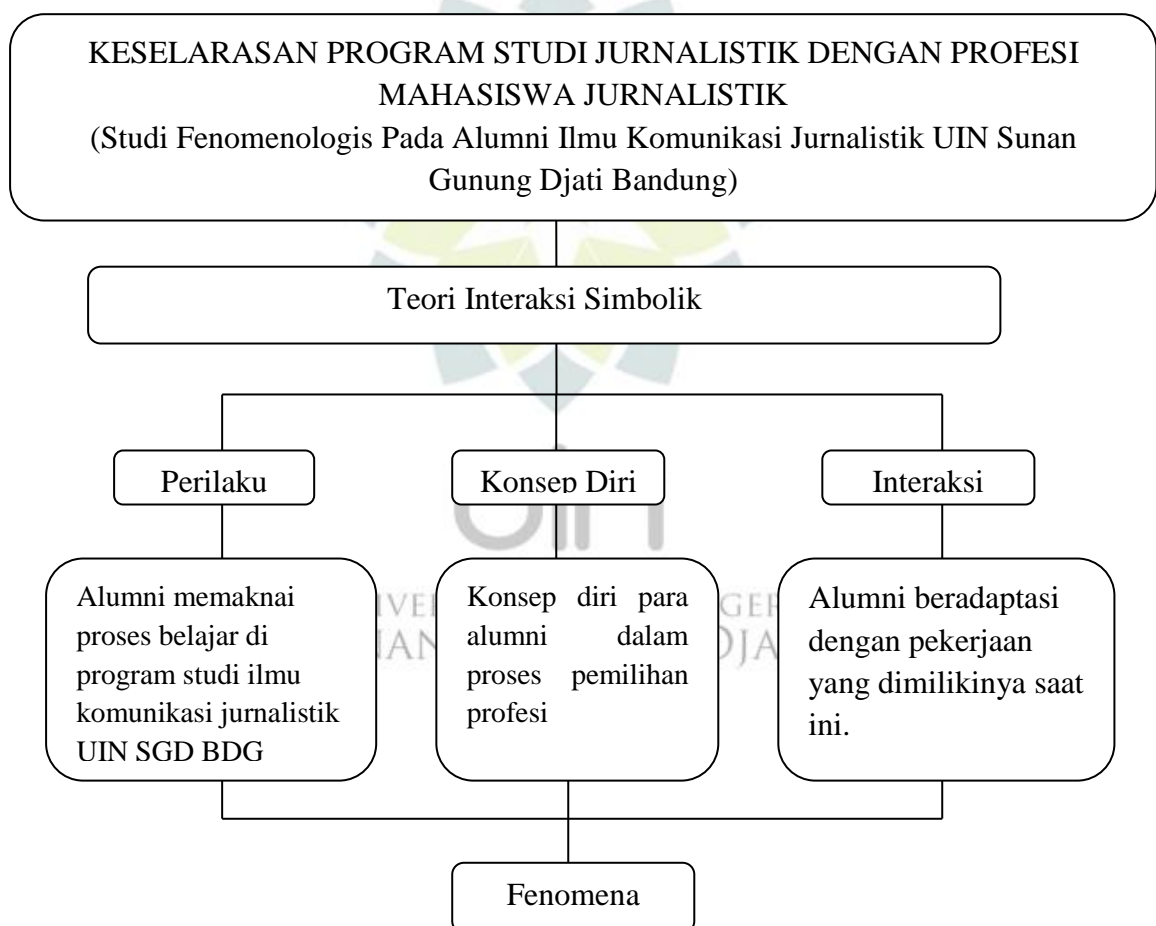 KESELARASAN PROGRAM STUDI JURNALISTIK DENGAN PROFESI
MAHASISWA JURNALISTIK
(Studi Fenomenologis Pada Alumni Ilmu Komunikasi Jurnalistik UIN Sunan
Gunung Djati Bandung)
Teori Interaksi Simbolik
Perilaku
Konsep Diri
Interaksi
Alumni memaknai
proses belajar di
program studi ilmu
komunikasi jurnalistik
UIN SGD BDG
Konsep diri para
alumni dalam
proses pemilihan
profesi
Alumni beradaptasi
dengan pekerjaan
yang dimilikinya saat
ini.
Fenomena